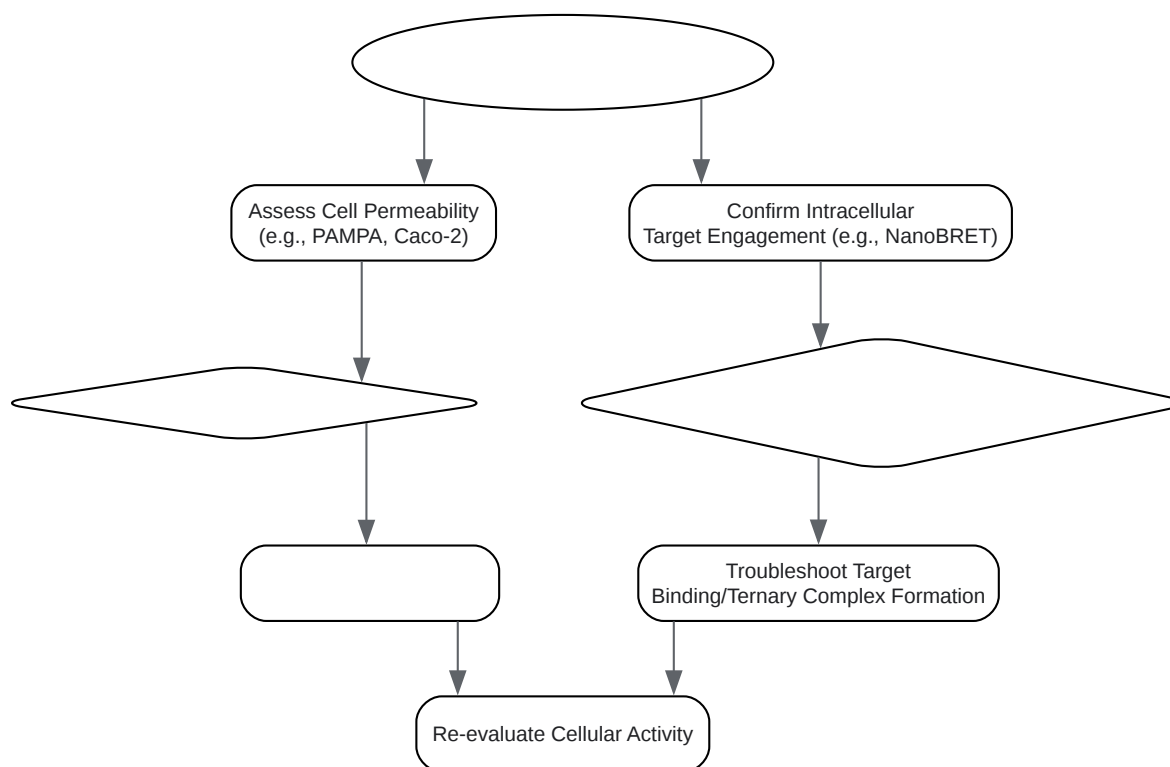 Assess Cell Permeability
(e.g., PAMPA, Caco-2)
Confirm Intracellular
Target Engagement (e.g., NanoBRET)
Troubleshoot Target
Binding/Ternary Complex Formation
Re-evaluate Cellular Activity